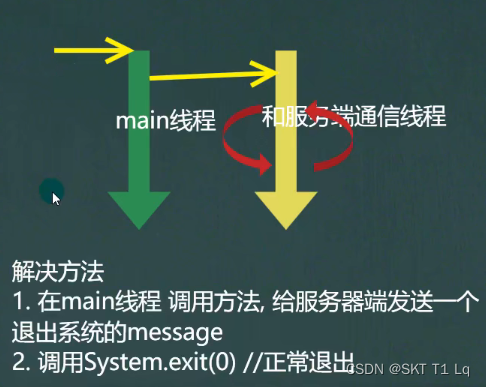 main线程
和服务端通信线程
解决方法
1. 在main线程 调用方法, 给服务器端发送一个
退出系统的message
2. 调用System.exit(0) //正常退出
CSDN @SKT T1 Lq